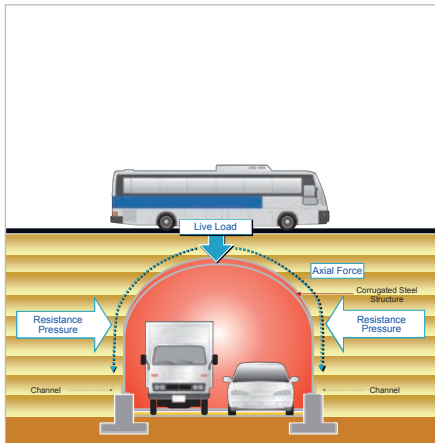 Live Load
Axial Force
Corrugated Steel
Structure
Resistance
Pressure
Resistance
Pressure
Channel
Channel